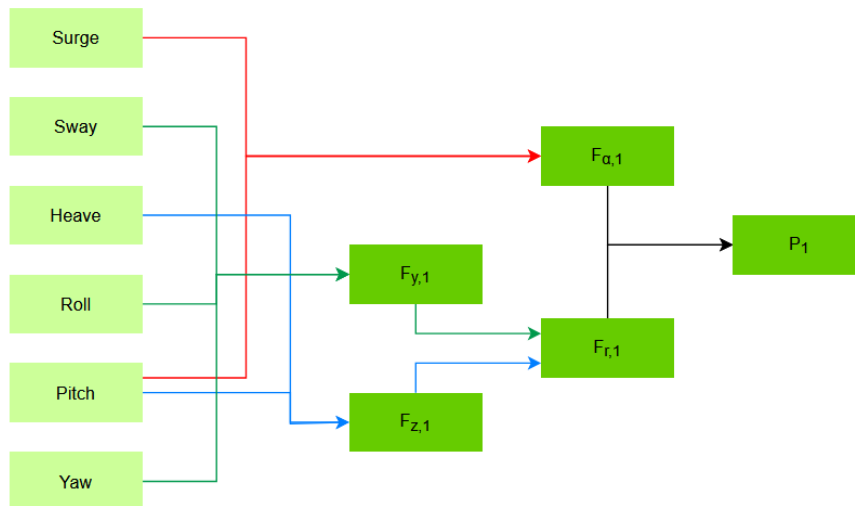 Surge
Sway
Heave
Roll
Pitch
Yaw
Fy,1
Fz,1
Fα,1
Fr,1
P1